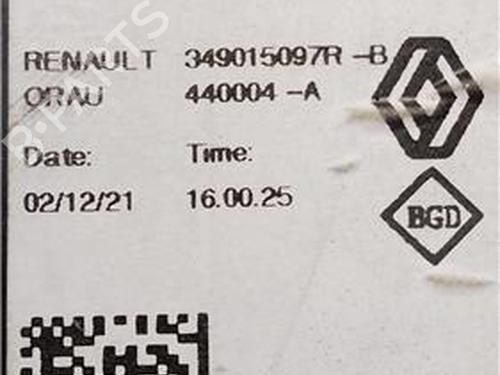 RENAULT 349015097R -B
ORAU 440004 -A
Date: Time:
02/12/21 16.00.25
BGD